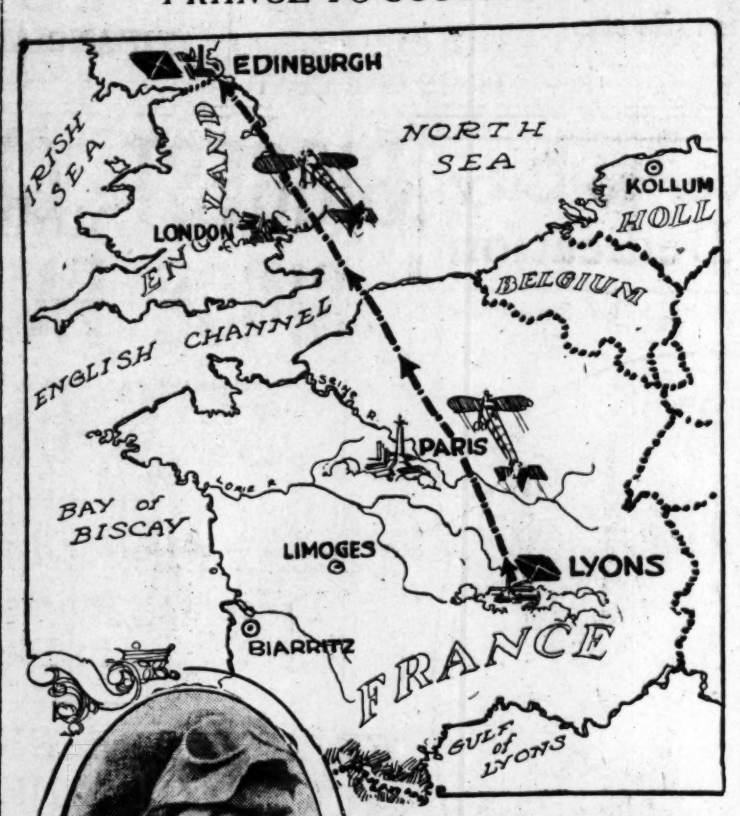 EDINBURGH
IRISH
SEA
NORTH
SEA
KOLLUM
HOLL
LONDON
ENGLAND
BELGIUM
ENGLISH CHANNEL
SEINE R.
PARIS
LORIE R.
BAY of
BISCAY
LIMOGES
LYONS
BIARRITZ
FRANCE
GULF
of
LYONS